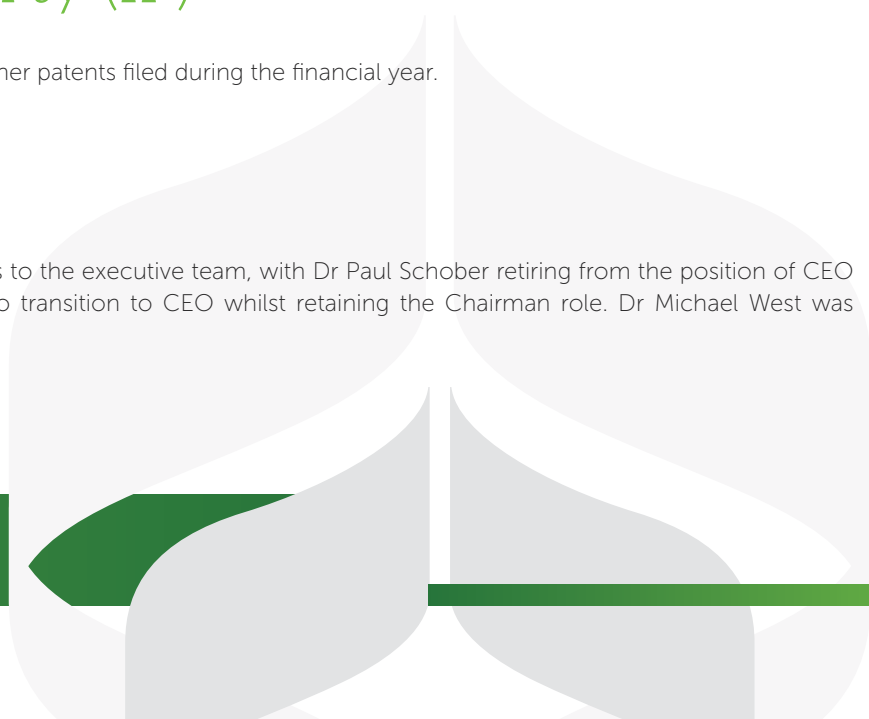 her patents filed during the financial year.
s to the executive team, with Dr Paul Schober retiring from the position of CEO
o transition to CEO whilst retaining the Chairman role. Dr Michael West was